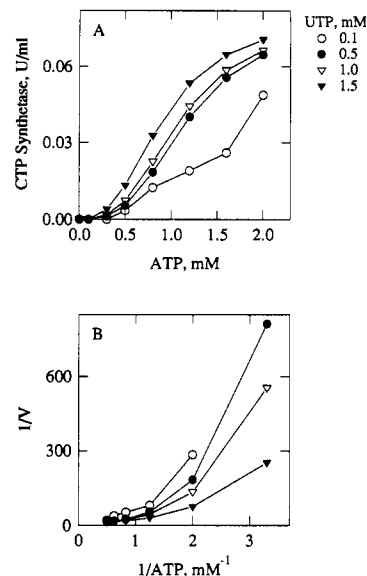 UTP, mM
0.1
0.5
1.0
1.5
A
CTP Synthetase, U/ml
0.06
0.03
0.00
0.0 0.5 1.0 1.5 2.0
ATP, mM
B
1/V
600
300
0
0 1 2 3
1/ATP, mM⁻¹